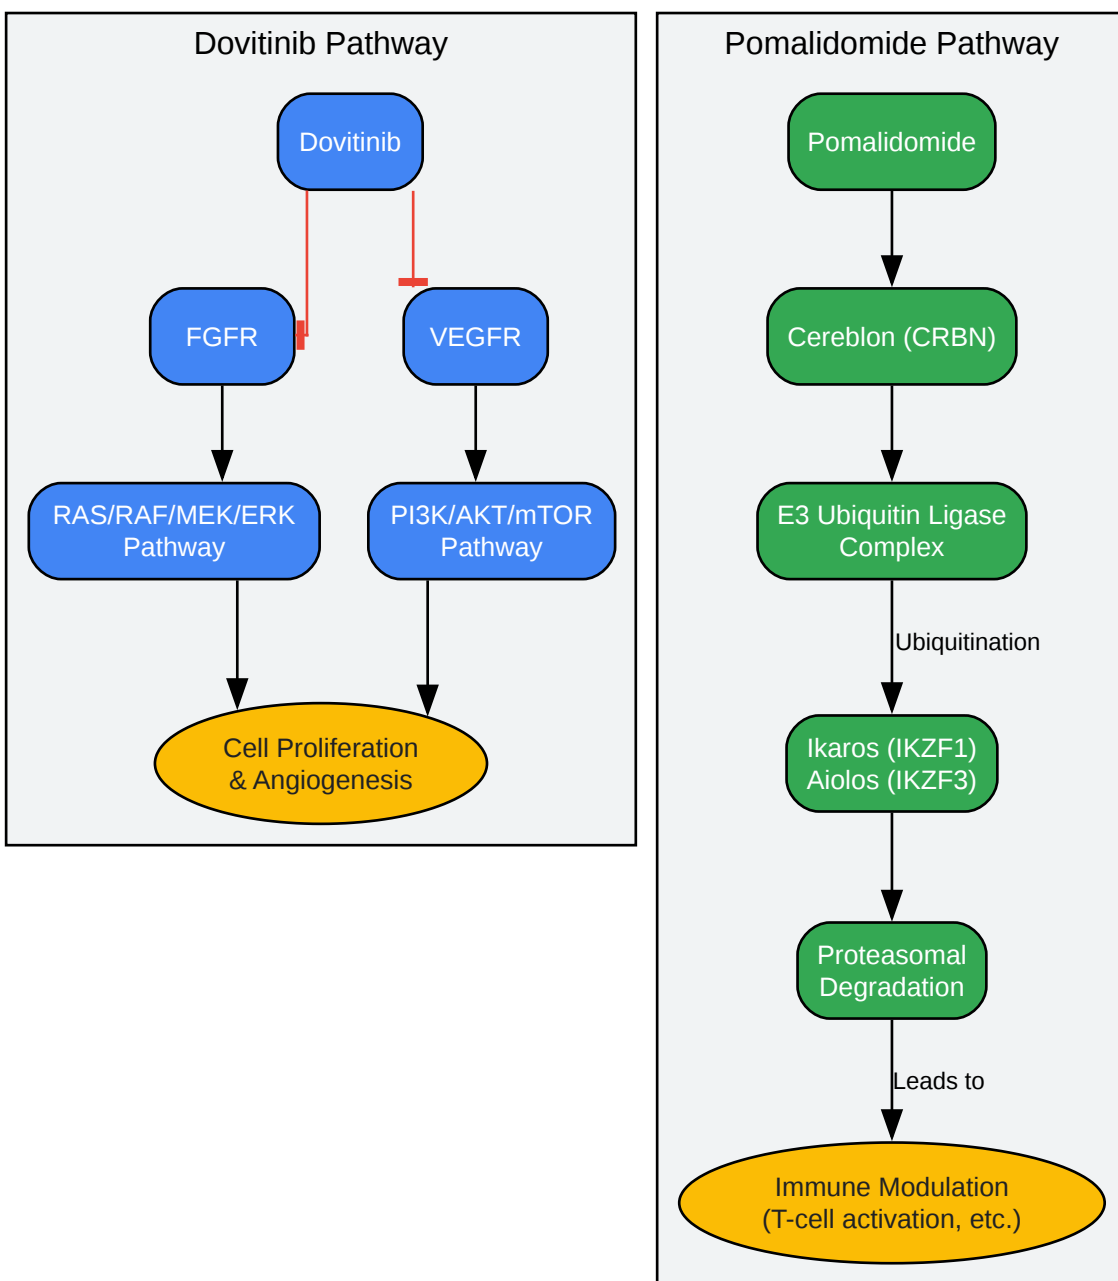 Dovitinib Pathway
Dovitinib
FGFR
VEGFR
RAS/RAF/MEK/ERK
Pathway
PI3K/AKT/mTOR
Pathway
Cell Proliferation
& Angiogenesis
Pomalidomide Pathway
Pomalidomide
Cereblon (CRBN)
E3 Ubiquitin Ligase
Complex
Ubiquitination
Ikaros (IKZF1)
Aiolos (IKZF3)
Proteasomal
Degradation
Leads to
Immune Modulation
(T-cell activation, etc.)